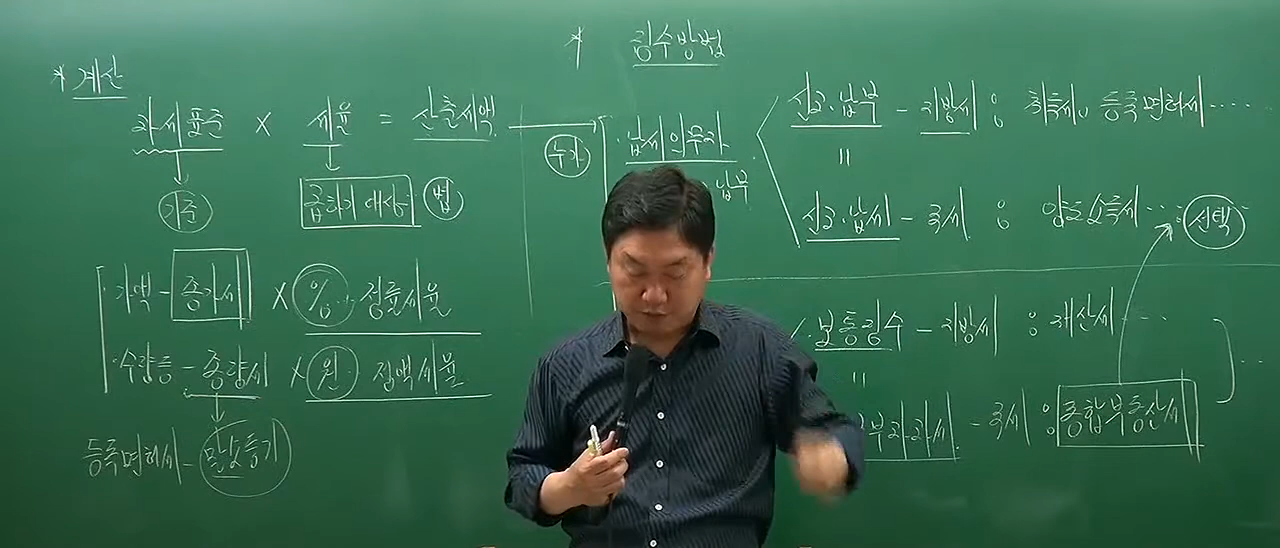 * 계산
과세표준 × 세율 = 산출세액
기준
곱하기 대상 법
가액 - 종가세 × % 정률세율
수량등 - 종량세 × 원 정액세율
등록면허세 - 말소등기
* 징수방법
누가
납세의무자
납부
신고·납부 - 지방세 : 취득세, 등록면허세 ....
=
신고·납세 - 국세 : 양도소득세 ... 선택
보통징수 - 지방세 : 재산세 ...
=
부과과세 - 국세 : 종합부동산세
...